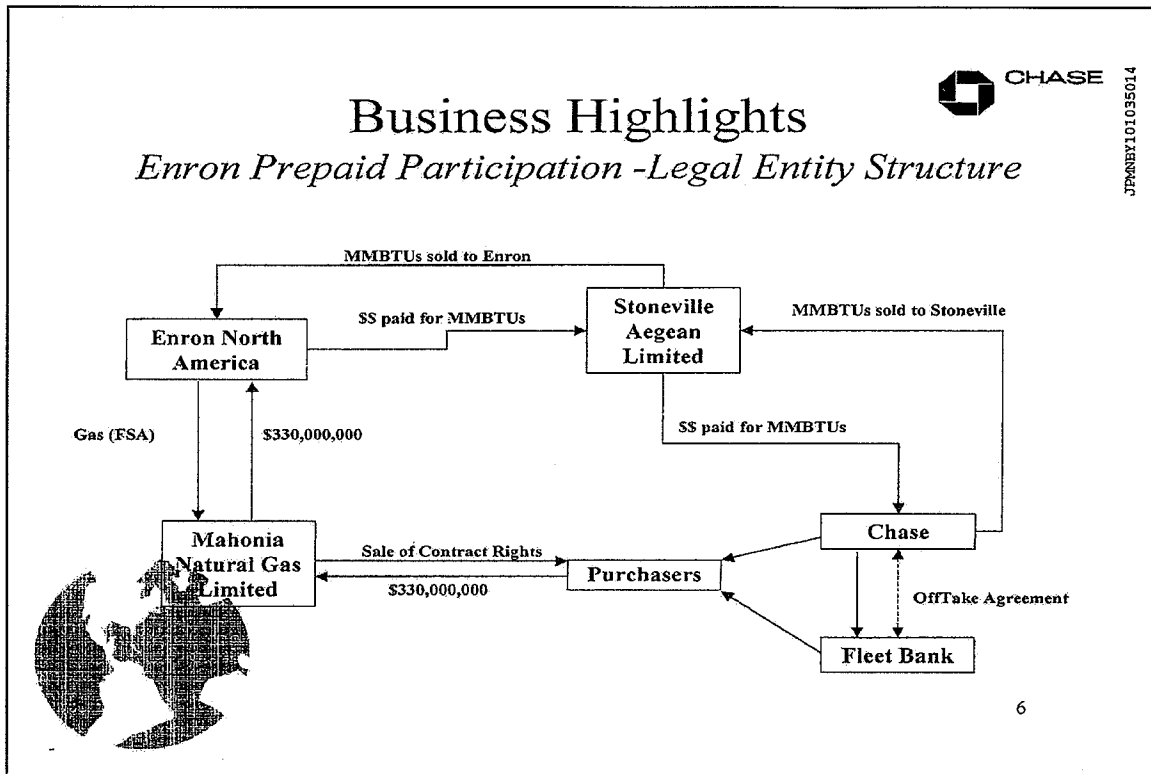 CHASE
JPMNBY101035014
Business Highlights
Enron Prepaid Participation -Legal Entity Structure
MMBTUs sold to Enron
Stoneville
Aegean
Limited
MMBTUs sold to Stoneville
$$ paid for MMBTUs
Enron North
America
Gas (FSA)
$330,000,000
$$ paid for MMBTUs
Mahonia
Natural Gas
Limited
Sale of Contract Rights
$330,000,000
Purchasers
Chase
OffTake Agreement
Fleet Bank
6